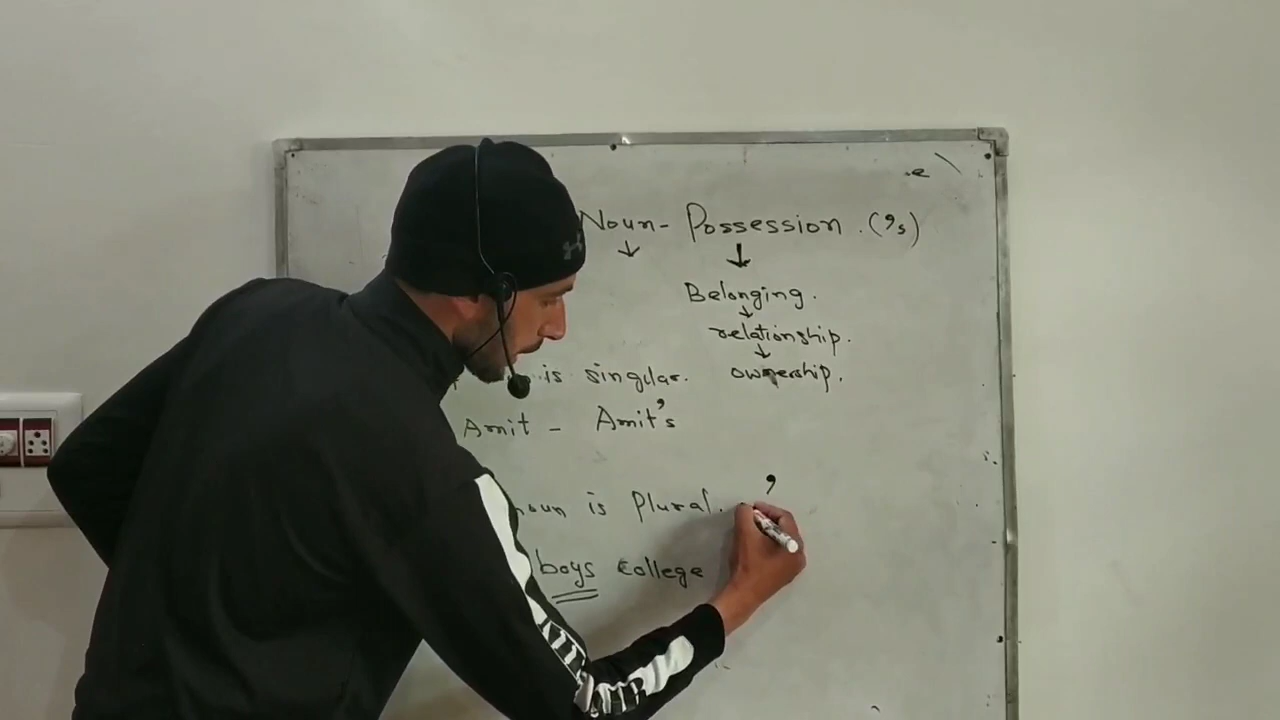 Noun- Possession. (’s)
Belonging.
relationship.
is singular. ownership.
Amit - Amit's
noun is Plural. ’
boys college